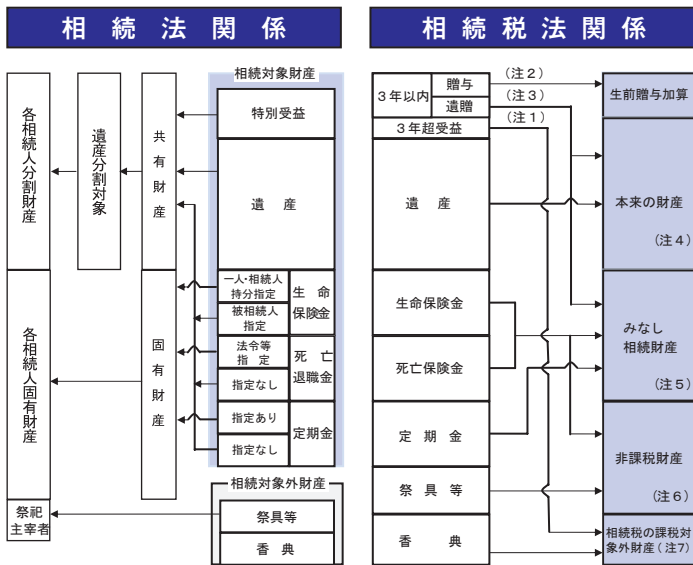 相続法関係
相続税法関係
各相続人分割財産
各相続人固有財産
祭祀
主宰者
遺産分割対象
共有財産
固有財産
相続対象財産
特別受益
遺産
一人・相続人
持分指定
被相続人
指定
生命
保険金
法令等
指定
指定なし
死亡
退職金
指定あり
指定なし
定期金
相続対象外財産
祭具等
香典
3年以内
贈与
遺贈
3年超受益
遺産
生命保険金
死亡保険金
定期金
祭具等
香典
(注2)
(注3)
(注1)
生前贈与加算
本来の財産
(注4)
みなし
相続財産
(注5)
非課税財産
(注6)
相続税の課税対
象外財産(注7)